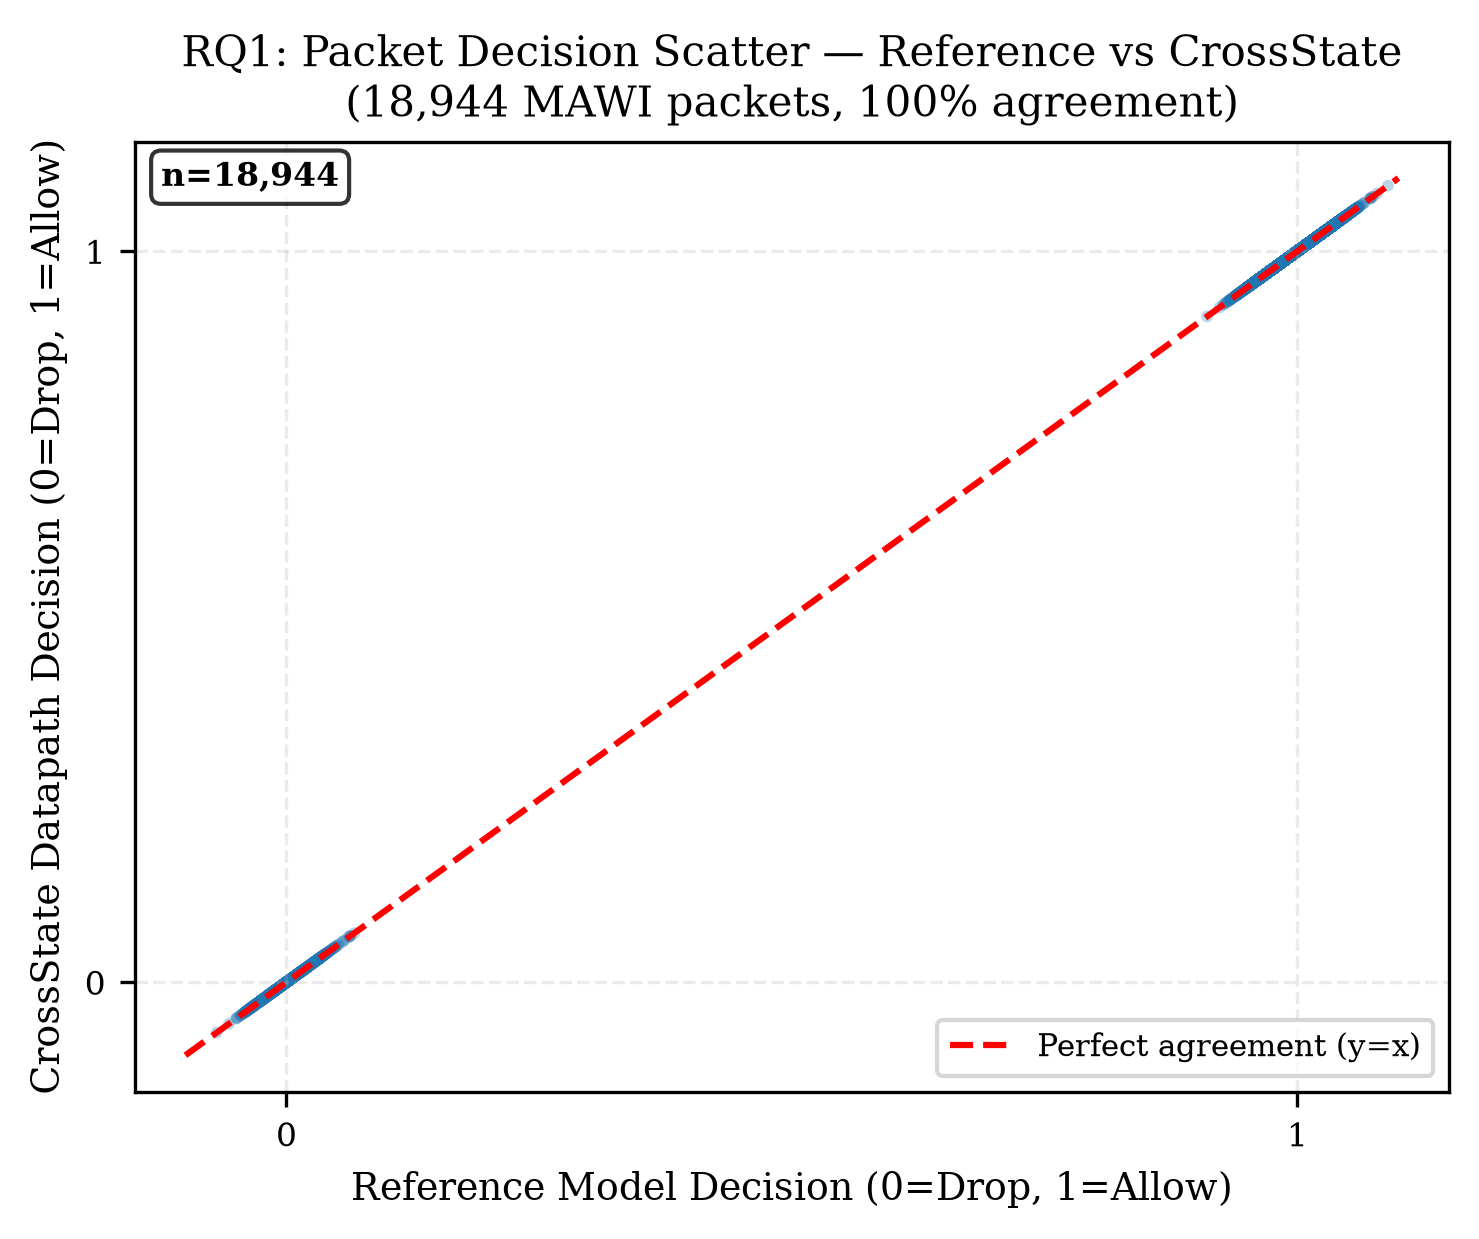 RQ1: Packet Decision Scatter — Reference vs CrossState
(18,944 MAWI packets, 100% agreement)
n=18,944
CrossState Datapath Decision (0=Drop, 1=Allow)
1
0
Perfect agreement (y=x)
0
1
Reference Model Decision (0=Drop, 1=Allow)